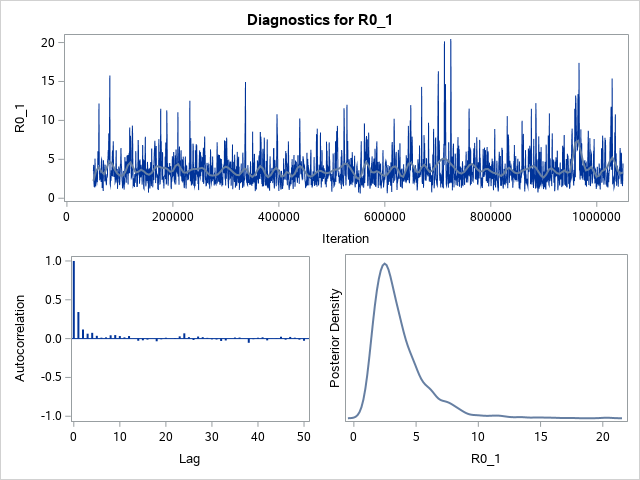 Diagnostics for R0_1
R0_1
20
15
10
5
0
0 200000 400000 600000 800000 1000000
Iteration
Autocorrelation
1.0
0.5
0.0
-0.5
-1.0
0 10 20 30 40 50
Lag
Posterior Density
0 5 10 15 20
R0_1